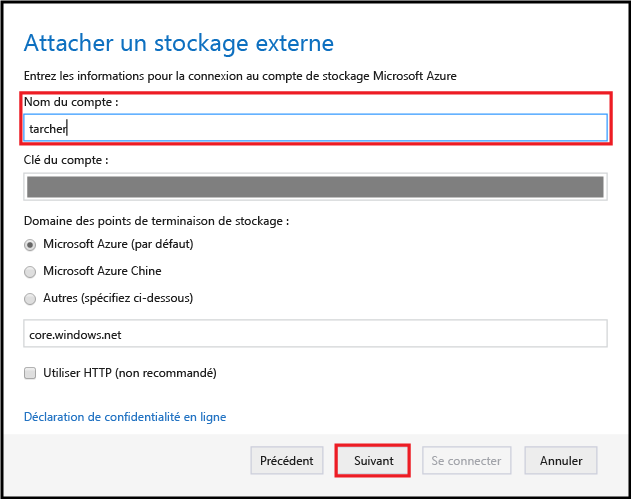 Attacher un stockage externe
Entrez les informations pour la connexion au compte de stockage Microsoft Azure
Nom du compte :
tarcher
Clé du compte :
Domaine des points de terminaison de stockage :
Microsoft Azure (par défaut)
Microsoft Azure Chine
Autres (spécifiez ci-dessous)
core.windows.net
Utiliser HTTP (non recommandé)
Déclaration de confidentialité en ligne
Précédent Suivant Se connecter Annuler